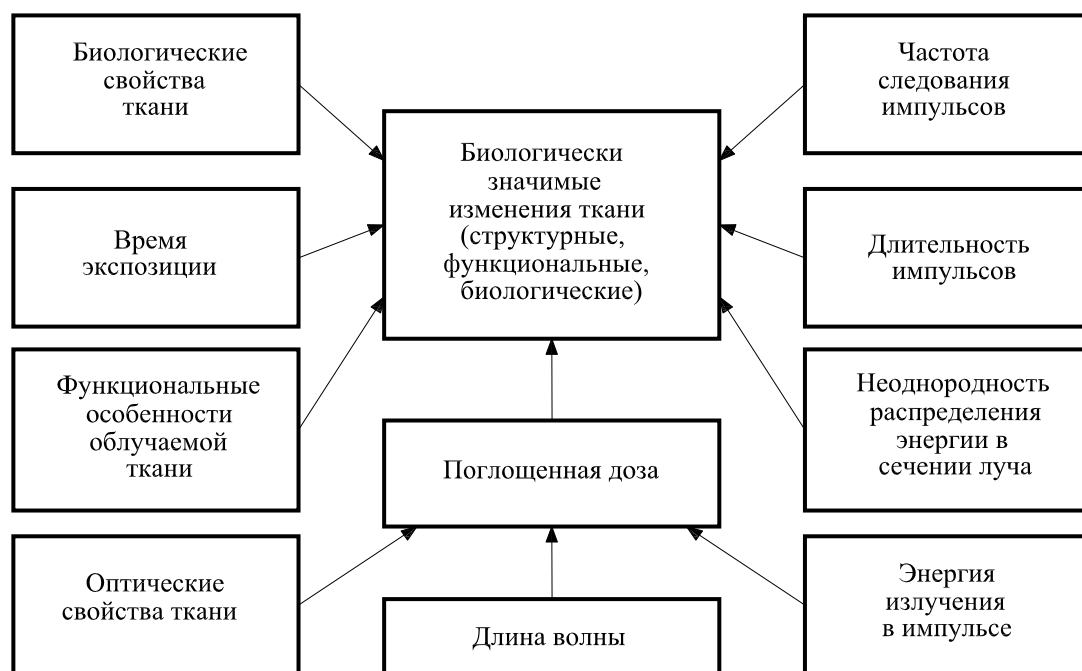 Биологические
свойства
ткани
Время
экспозиции
Функциональные
особенности
облучаемой
ткани
Оптические
свойства ткани
Биологически
значимые
изменения ткани
(структурные,
функциональные,
биологические)
Поглощенная доза
Длина волны
Частота
следования
импульсов
Длительность
импульсов
Неоднородность
распределения
энергии в
сечении луча
Энергия
излучения
в импульсе